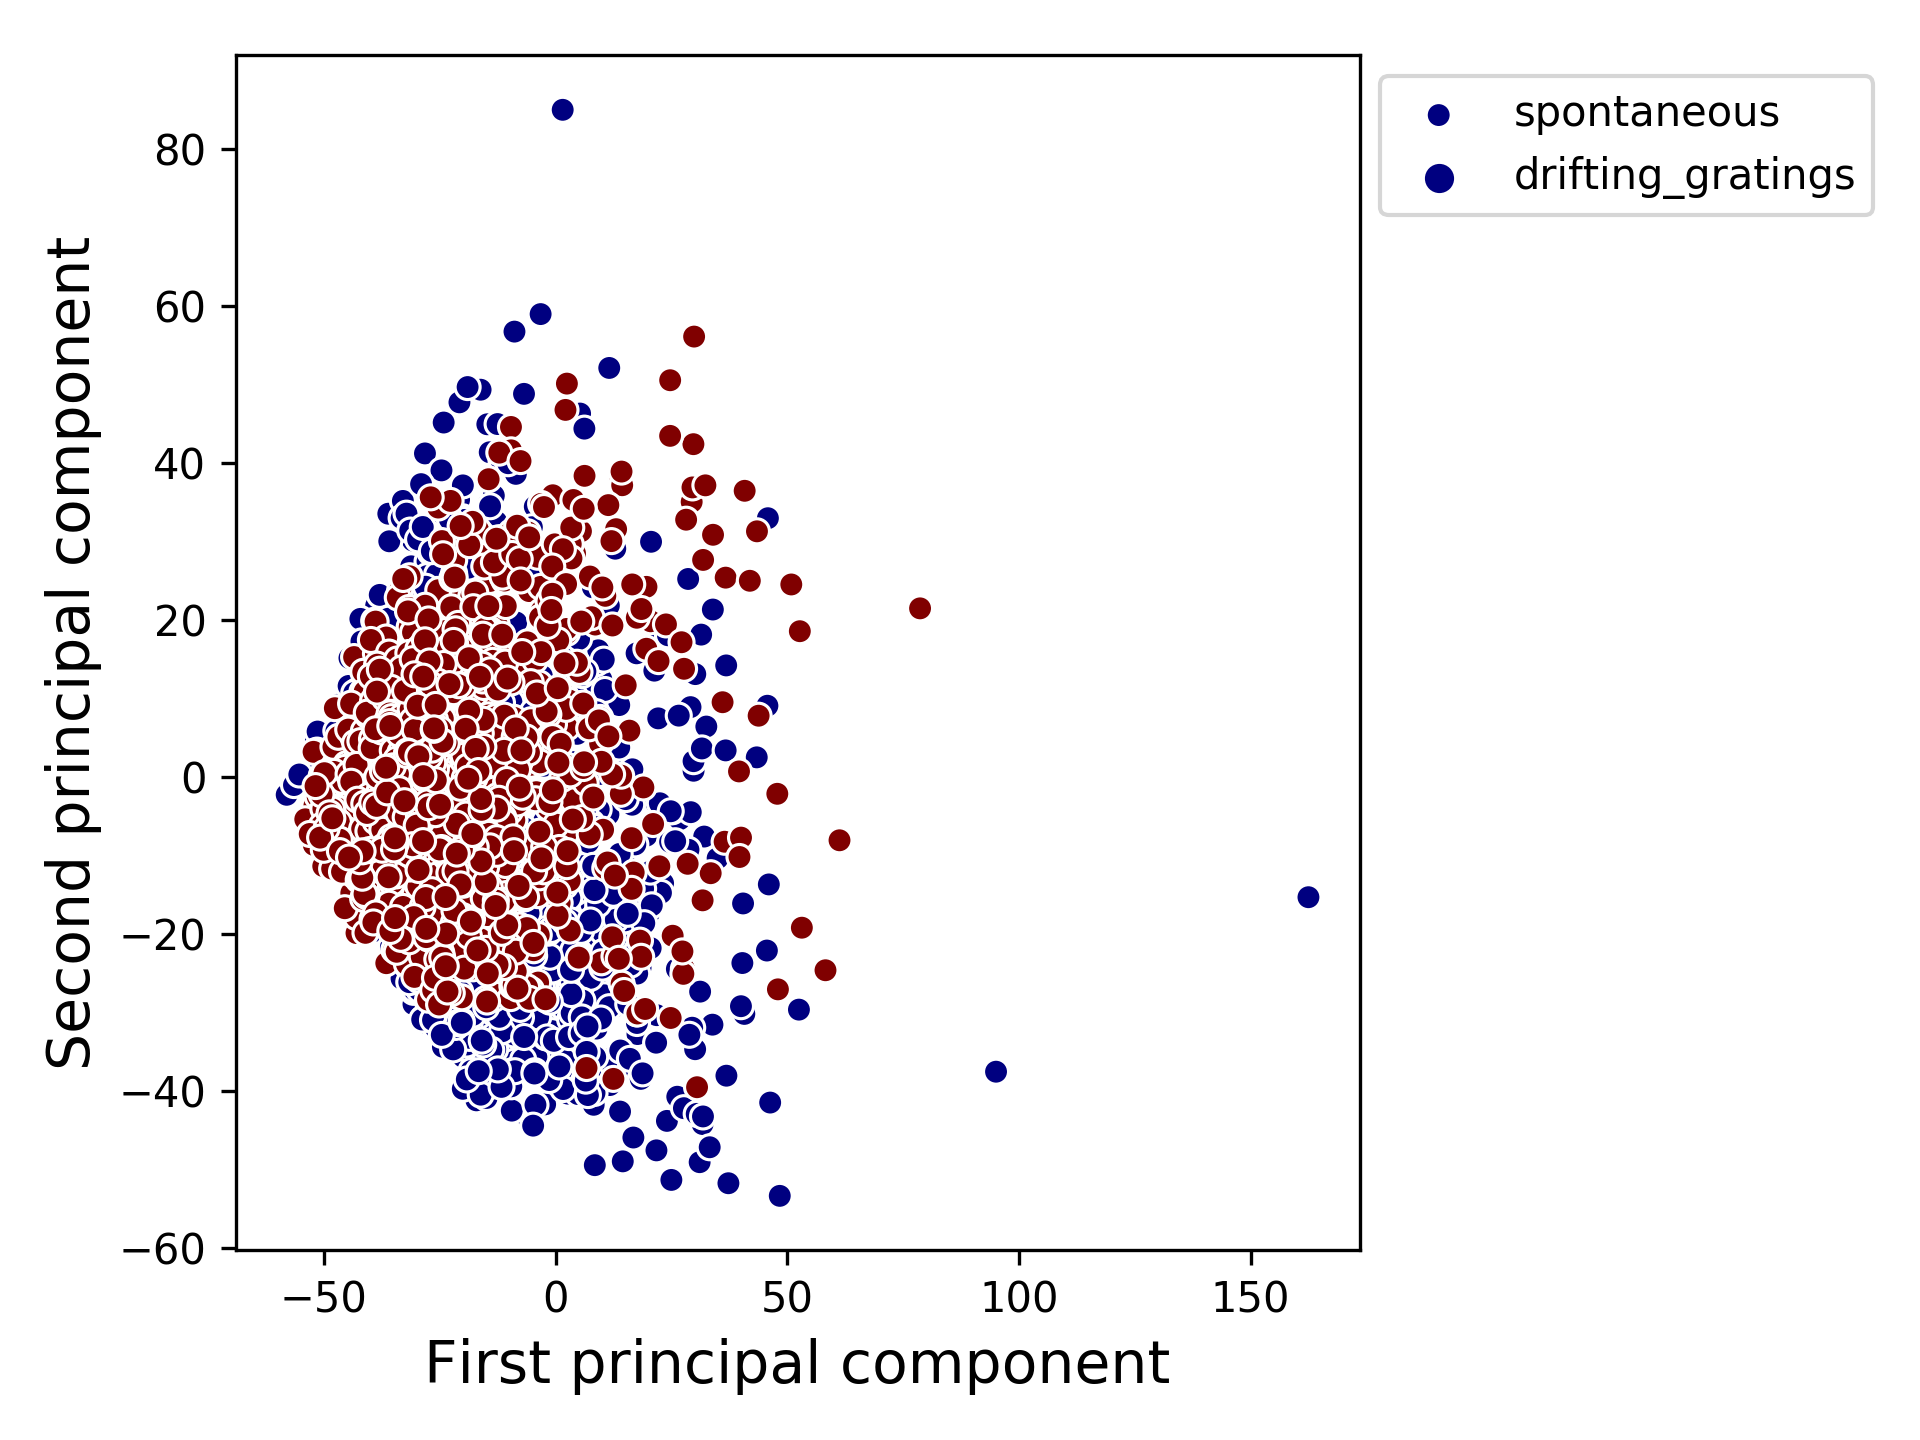 spontaneous
drifting_gratings
Second principal component
80
60
40
20
0
−20
−40
−60
−50 0 50 100 150
First principal component